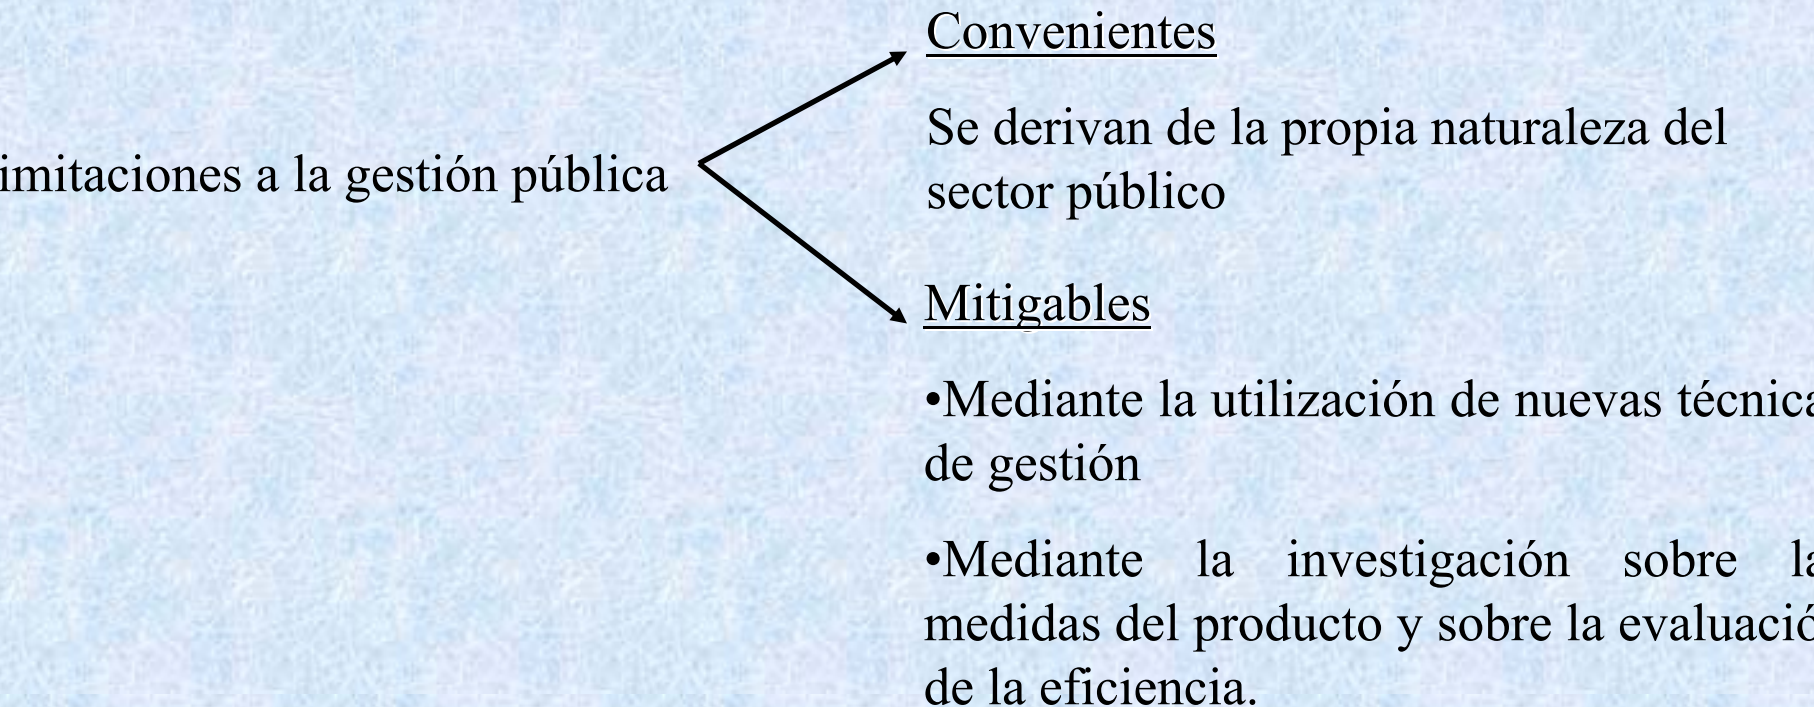 Convenientes
Se derivan de la propia naturaleza del
sector público
imitaciones a la gestión pública
Mitigables
•Mediante la utilización de nuevas técnica
de gestión
•Mediante la investigación sobre la
medidas del producto y sobre la evaluació
de la eficiencia.